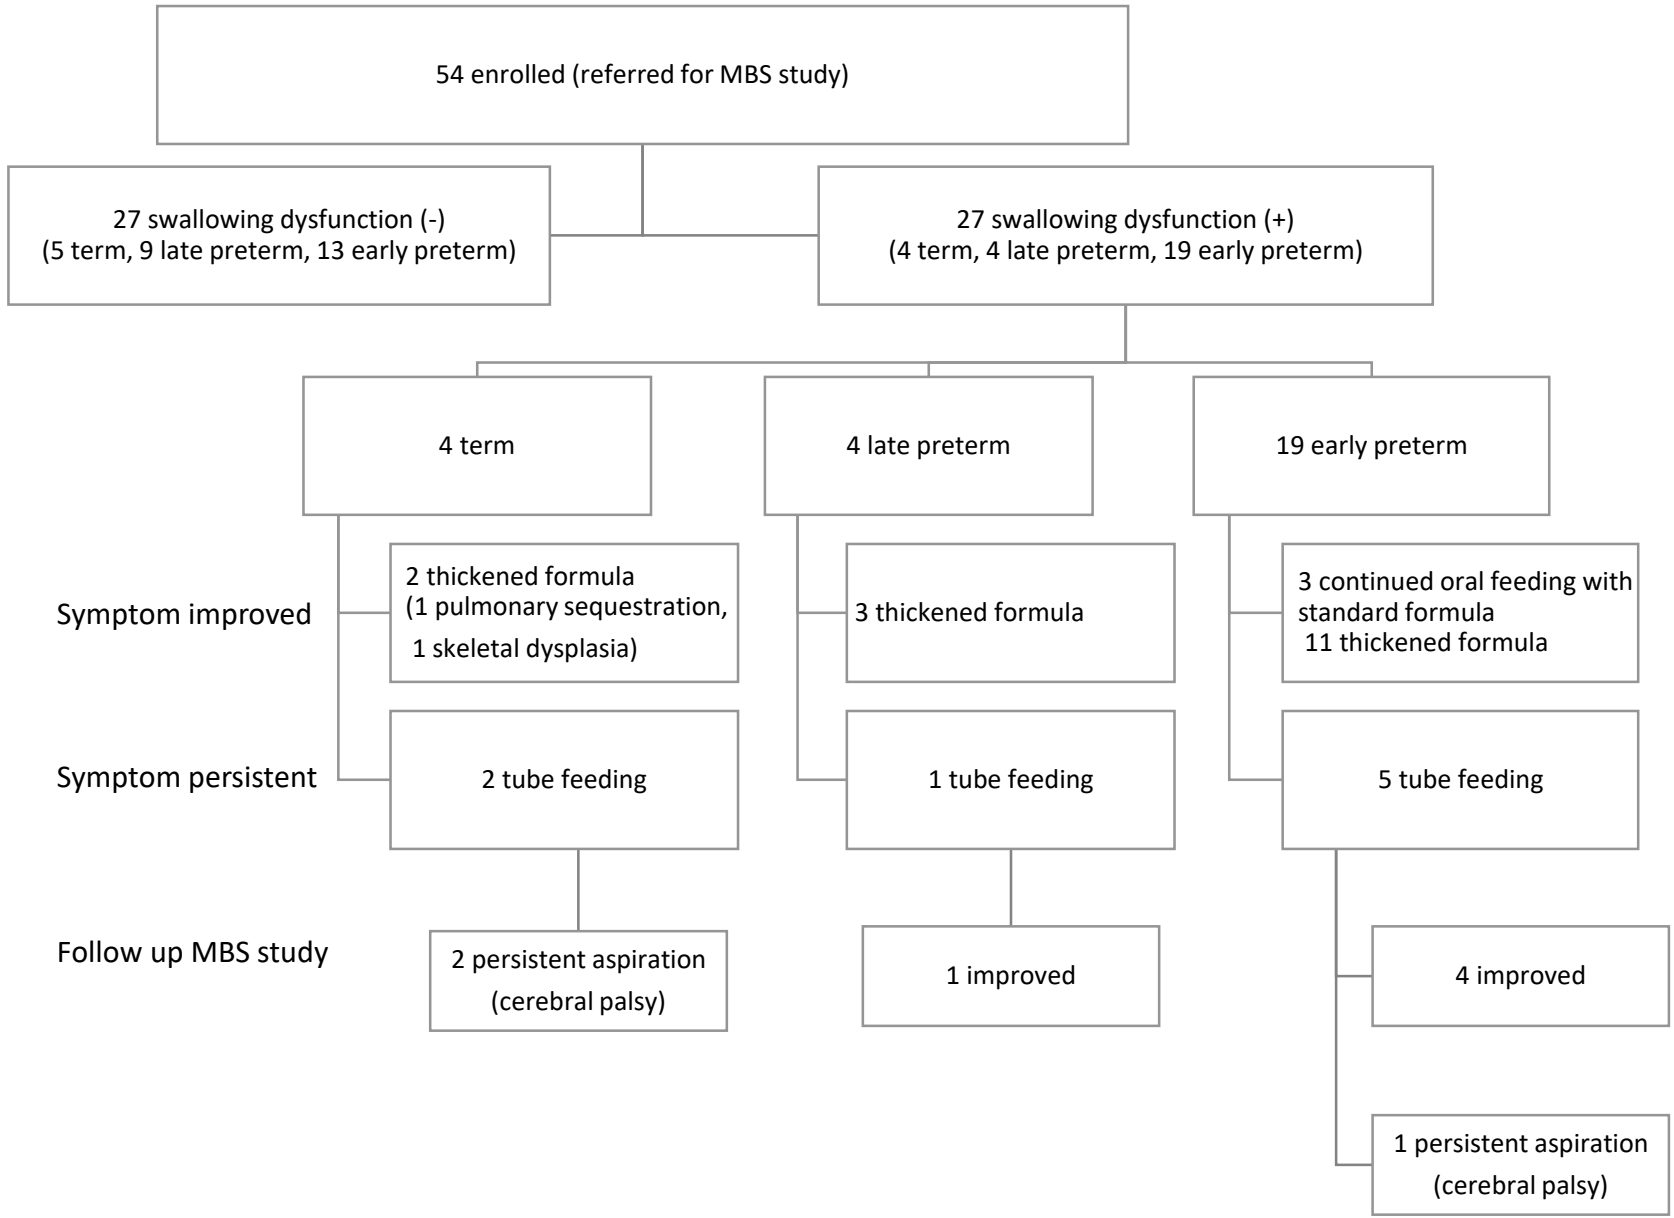 54 enrolled (referred for MBS study)
27 swallowing dysfunction (-)
(5 term, 9 late preterm, 13 early preterm)
27 swallowing dysfunction (+)
(4 term, 4 late preterm, 19 early preterm)
4 term
4 late preterm
19 early preterm
Symptom improved
2 thickened formula
(1 pulmonary sequestration,
1 skeletal dysplasia)
3 thickened formula
3 continued oral feeding with
standard formula
11 thickened formula
Symptom persistent
2 tube feeding
1 tube feeding
5 tube feeding
Follow up MBS study
2 persistent aspiration
(cerebral palsy)
1 improved
4 improved
1 persistent aspiration
(cerebral palsy)